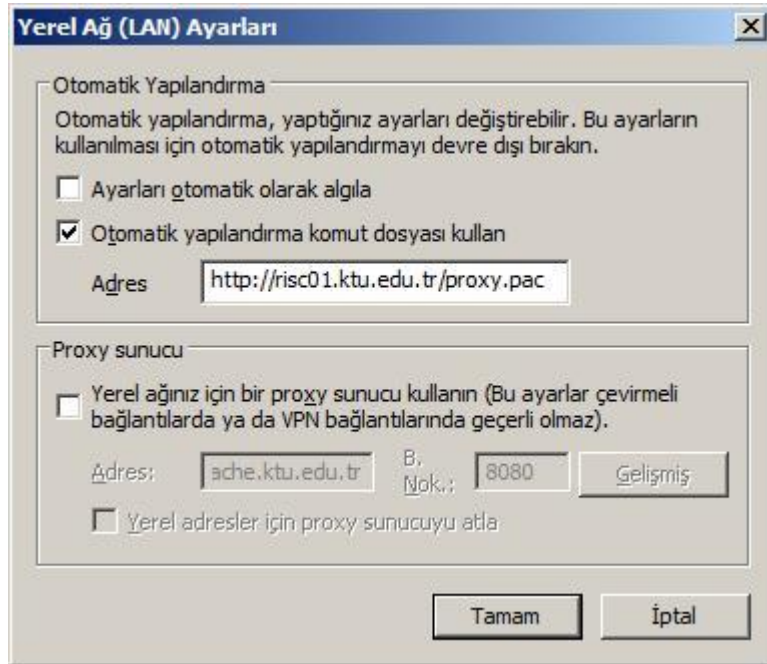 Yerel Ağ (LAN) Ayarları
Otomatik Yapılandırma
Otomatik yapılandırma, yaptığınız ayarları değiştirebilir. Bu ayarların
kullanılması için otomatik yapılandırmayı devre dışı bırakın.
Ayarları otomatik olarak algıla
Otomatik yapılandırma komut dosyası kullan
Adres http://risc01.ktu.edu.tr/proxy.pac
Proxy sunucu
Yerel ağınız için bir proxy sunucu kullanın (Bu ayarlar çevirmeli
bağlantılarda ya da VPN bağlantılarında geçerli olmaz).
Adres: ache.ktu.edu.tr B. Nok.: 8080 Gelişmiş
Yerel adresler için proxy sunucuyu atla
Tamam İptal